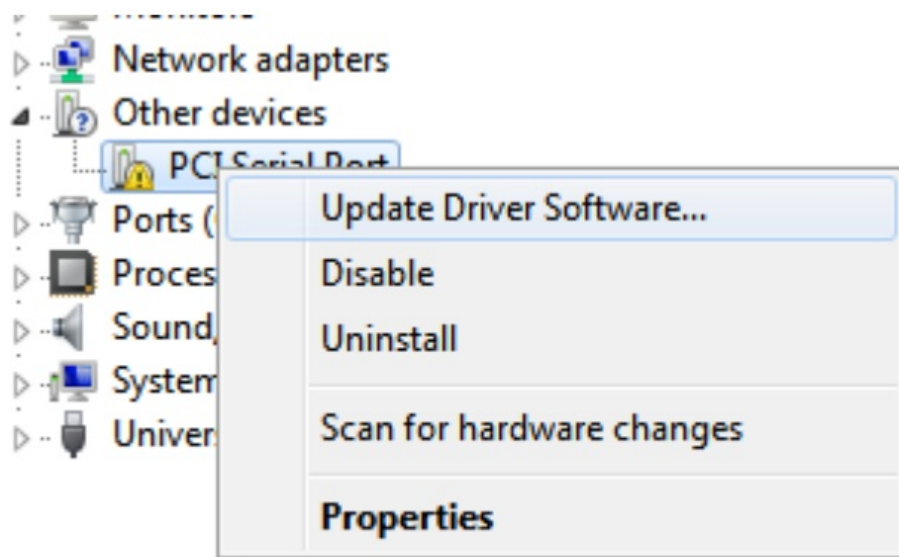 Network adapters
Other devices
PCI Serial Port
Update Driver Software...
Ports (
Disable
Proces
Sound,
Uninstall
System
Scan for hardware changes
Univer
Properties